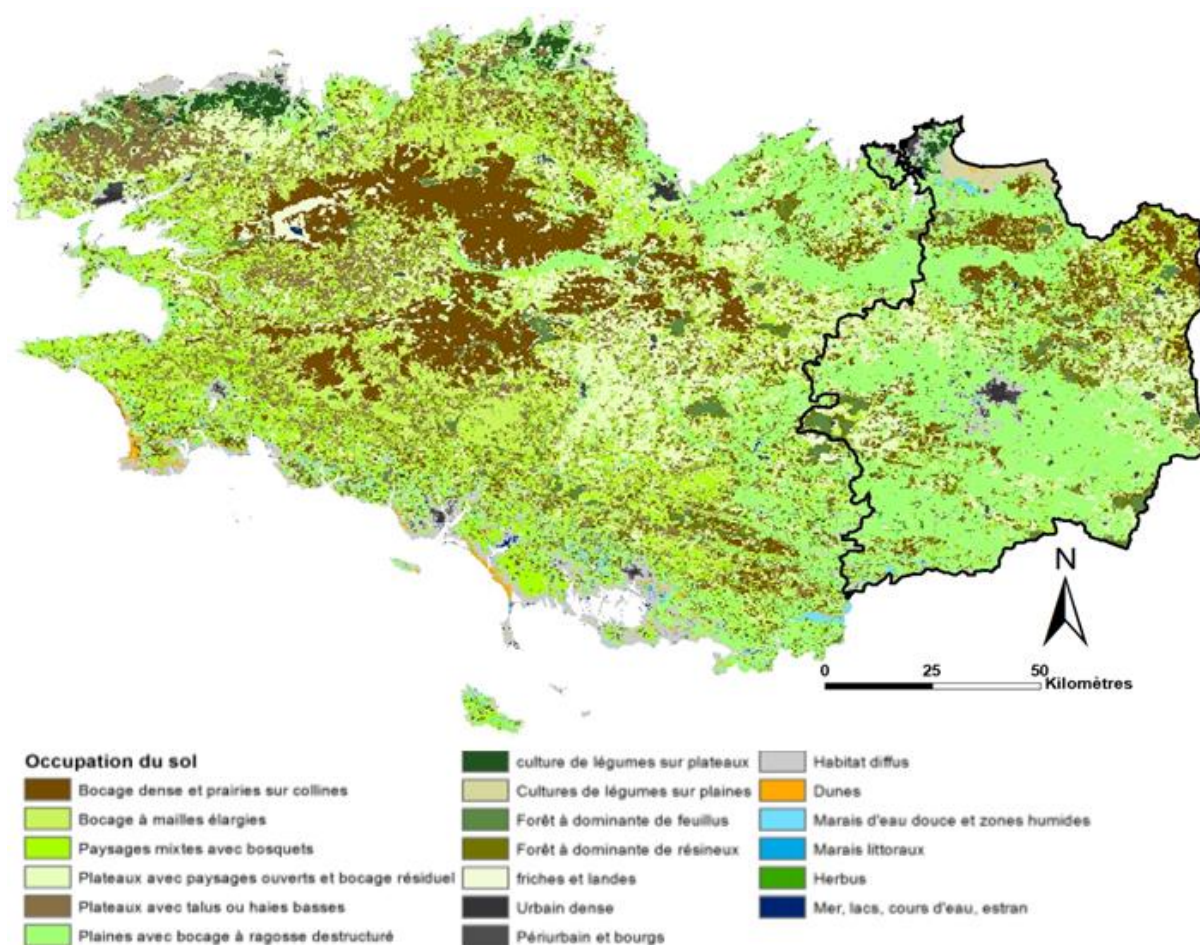 N
0 25 50
Kilomètres
Occupation du sol
Bocage dense et prairies sur collines
Bocage à mailles élargies
Paysages mixtes avec bosquets
Plateaux avec paysages ouverts et bocage résiduel
Plateaux avec talus ou haies basses
Plaines avec bocage à ragosse destructuré
culture de légumes sur plateaux
Cultures de légumes sur plaines
Forêt à dominante de feuillus
Forêt à dominante de résineux
friches et landes
Urbain dense
Périurbain et bourgs
Habitat diffus
Dunes
Marais d'eau douce et zones humides
Marais littoraux
Herbus
Mer, lacs, cours d'eau, estran